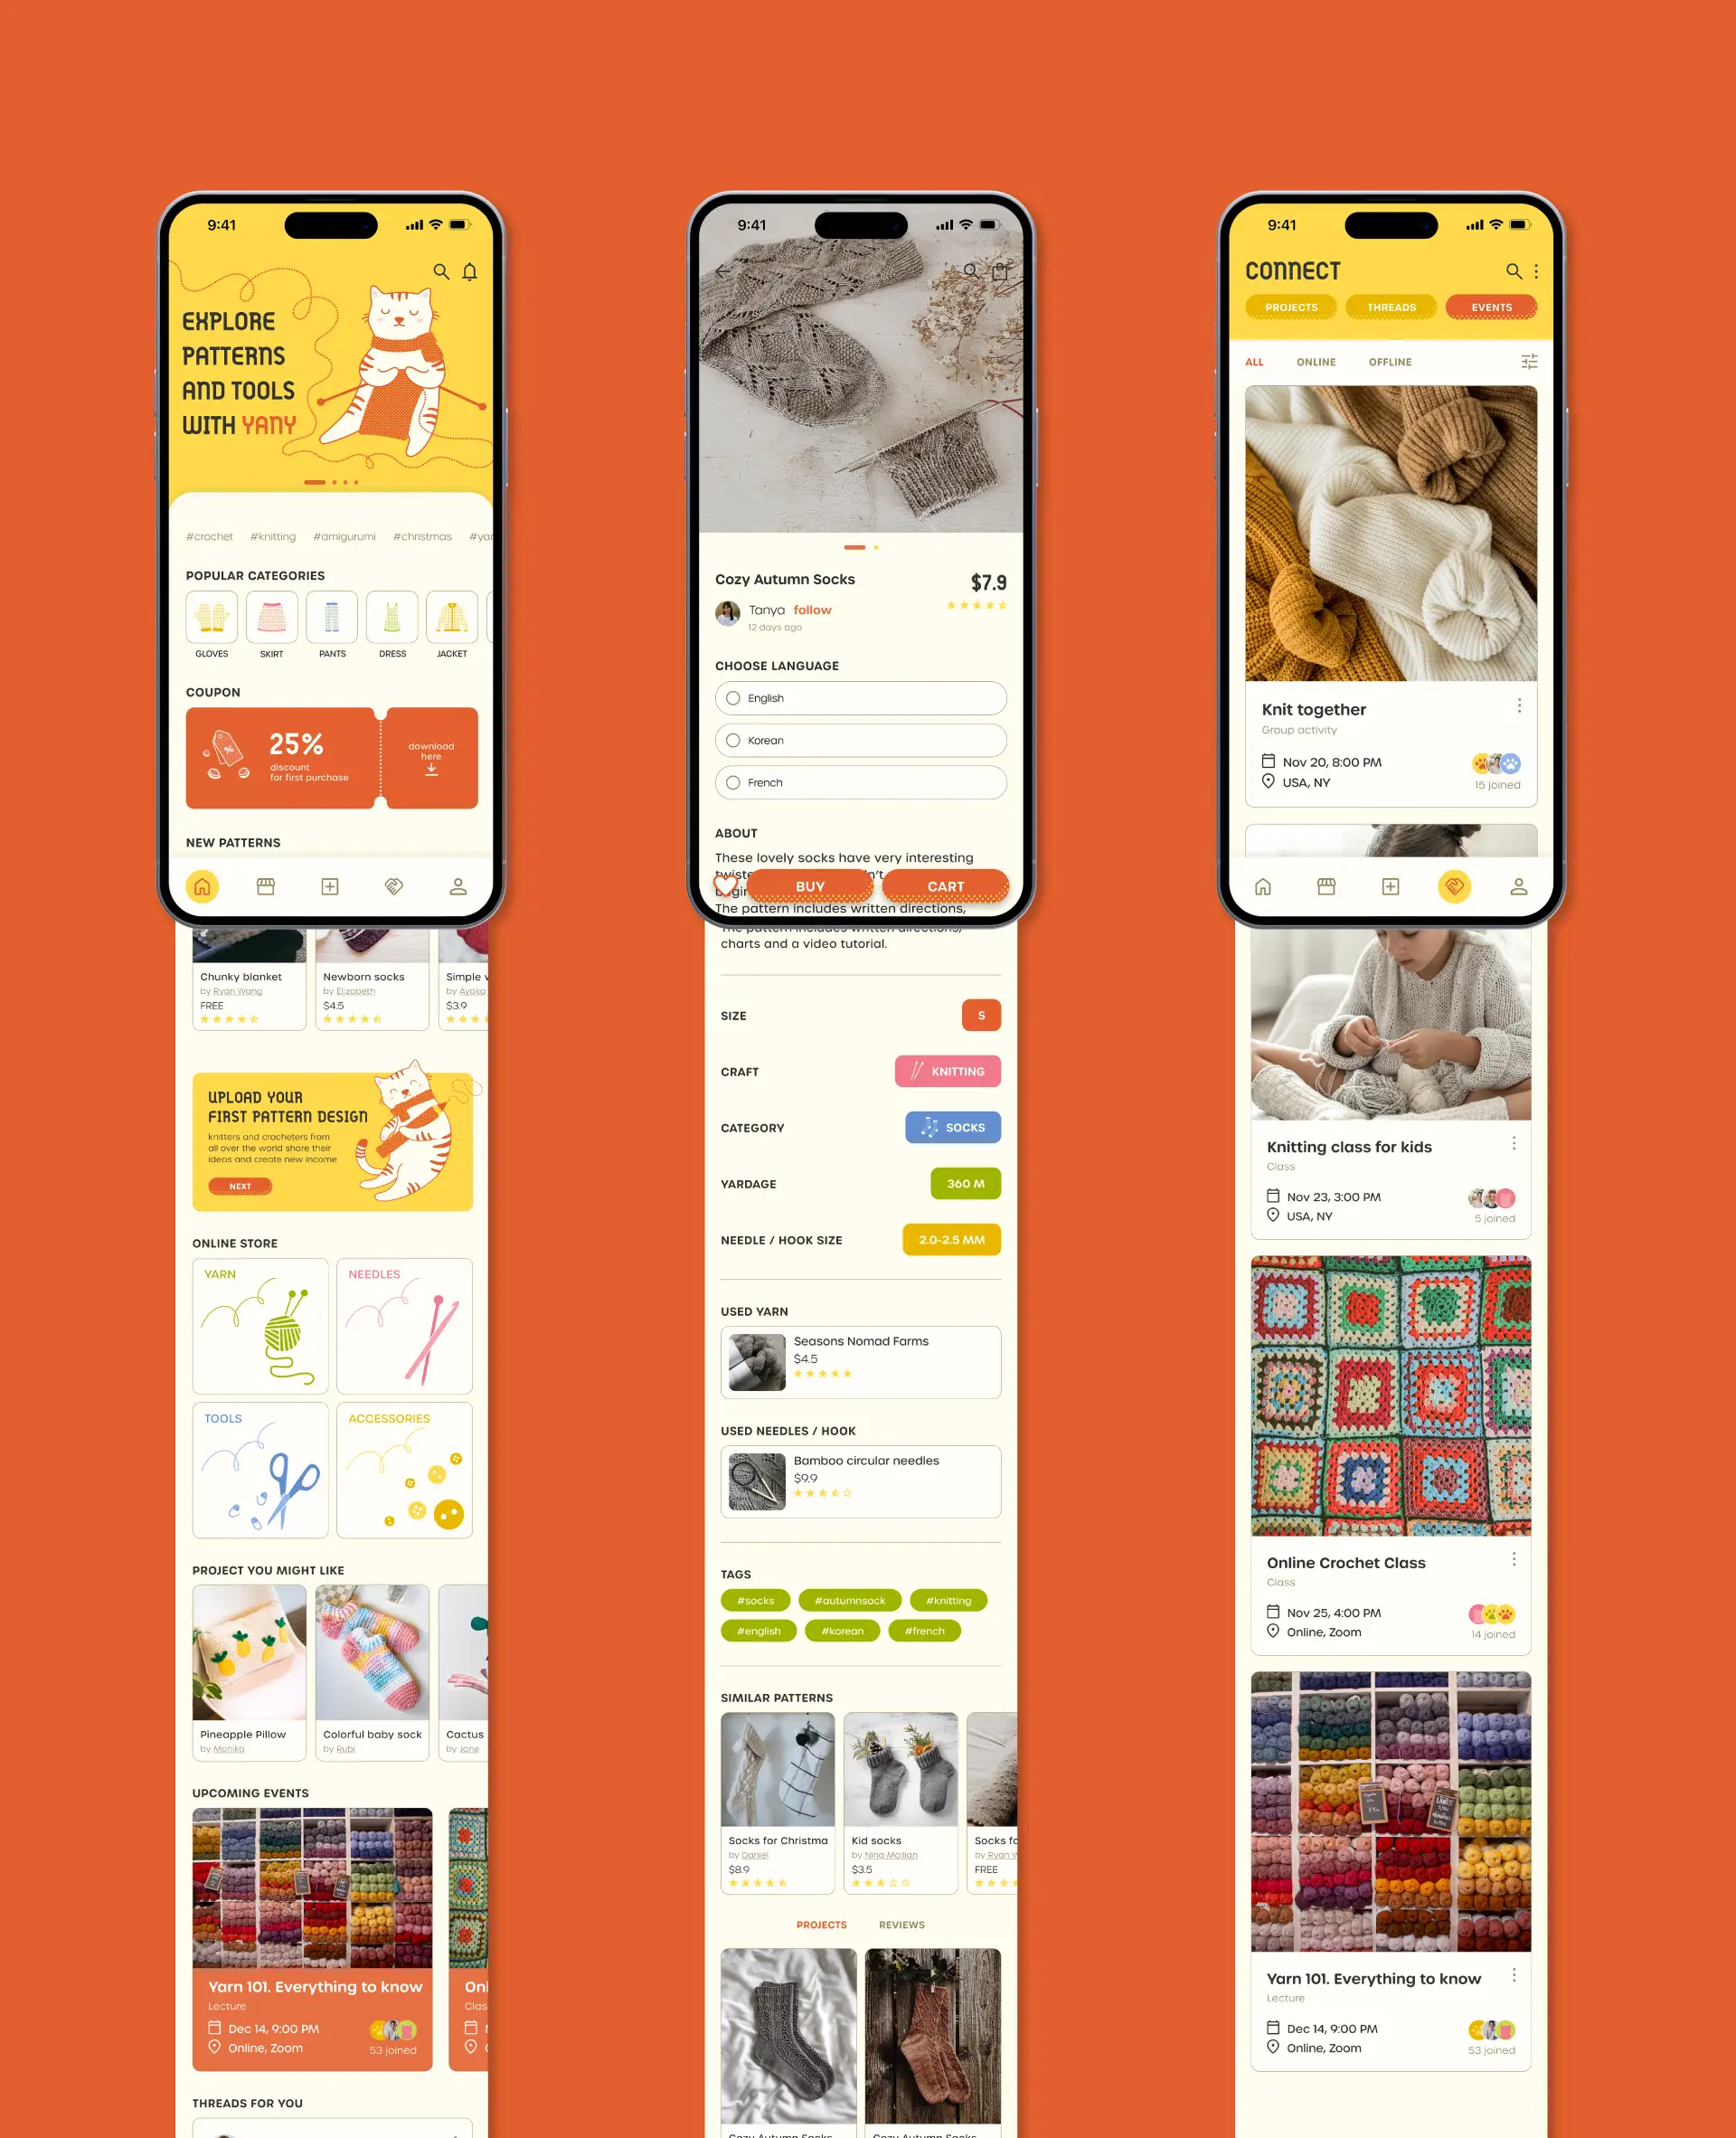 9:41
EXPLORE
PATTERNS
AND TOOLS
WITH YANY
#crochet #knitting #amigurumi #christmas
POPULAR CATEGORIES
GLOVES SKIRT PANTS DRESS JACKET
COUPON
25%
discount
for first purchase
download
here
NEW PATTERNS
Chunky blanket
by Ryan Wang
FREE
Newborn socks
by Elizabeth
$4.5
Simple
by Ayaka
$3.9
UPLOAD YOUR
FIRST PATTERN DESIGN
knitters and crocheters from
all over the world share their
ideas and create new income
NEXT
ONLINE STORE
YARN
NEEDLES
TOOLS
ACCESSORIES
PROJECT YOU MIGHT LIKE
Pineapple Pillow
by Monika
Colorful baby sock
by Rubi
Cactus
by Jane
UPCOMING EVENTS
Yarn 101. Everything to know
Lecture
Dec 14, 9:00 PM
Online, Zoom
53 joined
THREADS FOR YOU
9:41
Cozy Autumn Socks
$7.9
Tanya follow
12 days ago
CHOOSE LANGUAGE
English
Korean
French
ABOUT
These lovely socks have very interesting
BUY
CART
The pattern includes written directions,
The pattern includes written directions,
charts and a video tutorial.
SIZE S
CRAFT KNITTING
CATEGORY SOCKS
YARDAGE 360 M
NEEDLE / HOOK SIZE 2.0-2.5 MM
USED YARN
Seasons Nomad Farms
$4.5
USED NEEDLES / HOOK
Bamboo circular needles
$9.9
TAGS
#socks #autumnsock #knitting
#english #korean #french
SIMILAR PATTERNS
Socks for Christma
by Daniel
$8.9
Kid socks
by Nina Mailian
$3.5
Socks
by Ryan W
FREE
PROJECTS REVIEWS
Cozy Autumn Socks
Cozy Autumn Socks
9:41
CONNECT
PROJECTS THREADS EVENTS
ALL ONLINE OFFLINE
Knit together
Group activity
Nov 20, 8:00 PM
USA, NY
15 joined
Knitting class for kids
Class
Nov 23, 3:00 PM
USA, NY
5 joined
Online Crochet Class
Class
Nov 25, 4:00 PM
Online, Zoom
14 joined
Yarn 101. Everything to know
Lecture
Dec 14, 9:00 PM
Online, Zoom
53 joined